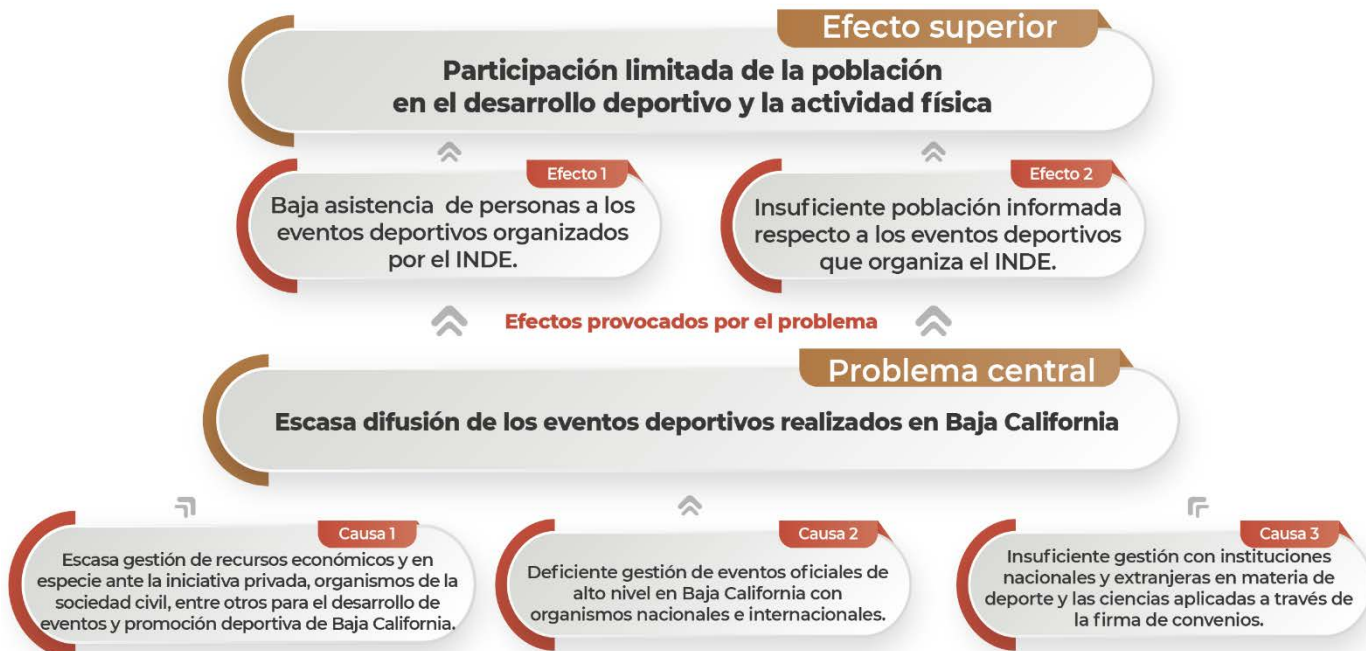 Efecto superior
Participación limitada de la población
en el desarrollo deportivo y la actividad física
Efecto 1
Baja asistencia de personas a los
eventos deportivos organizados
por el INDE.
Efecto 2
Insuficiente población informada
respecto a los eventos deportivos
que organiza el INDE.
Efectos provocados por el problema
Problema central
Escasa difusión de los eventos deportivos realizados en Baja California
Causa 1
Escasa gestión de recursos económicos y en
especie ante la iniciativa privada, organismos de la
sociedad civil, entre otros para el desarrollo de
eventos y promoción deportiva de Baja California.
Causa 2
Deficiente gestión de eventos oficiales de
alto nivel en Baja California con
organismos nacionales e internacionales.
Causa 3
Insuficiente gestión con instituciones
nacionales y extranjeras en materia de
deporte y las ciencias aplicadas a través de
la firma de convenios.